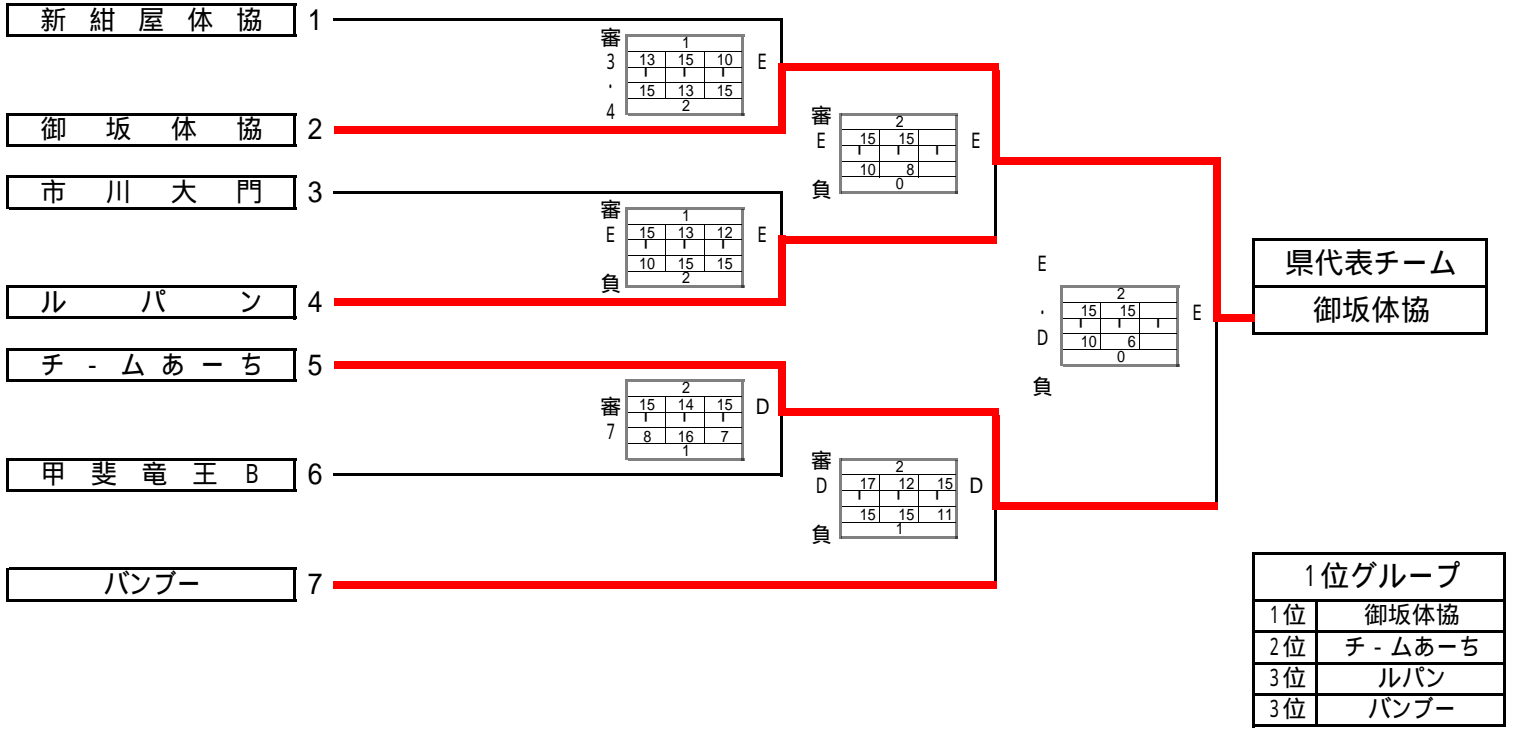 新紺屋体協 1
審3・4
1
13 15 10
15 13 15
2
E
御坂体協 2
審E負
2
15 15
10 8
0
E
市川大門 3
審E負
1
15 13 12
10 15 15
2
E
ルパン 4
E・D負
2
15 15
10 6
0
E
県代表チーム
御坂体協
チ-ムあーち 5
審7
2
15 14 15
8 16 7
1
D
甲斐竜王B 6
審D負
2
17 12 15
15 15 11
1
D
バンブー 7
1位グループ
1位 御坂体協
2位 チ-ムあーち
3位 ルパン
3位 バンブー